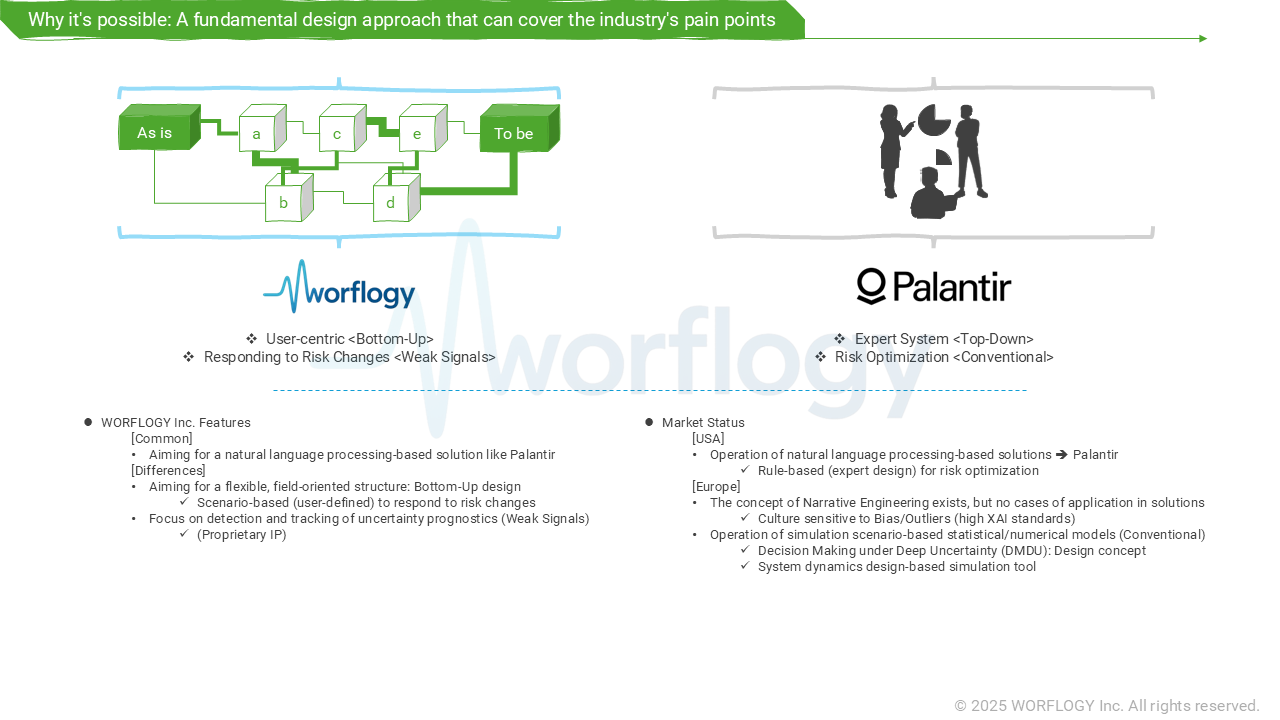 Why it's possible: A fundamental design approach that can cover the industry's pain points
As is
a
c
e
To be
b
d
worflogy
Palantir
❖ User-centric <Bottom-Up>
❖ Responding to Risk Changes <Weak Signals>
❖ Expert System <Top-Down>
❖ Risk Optimization <Conventional>
worflogy
● WORFLOGY Inc. Features
[Common]
• Aiming for a natural language processing-based solution like Palantir
[Differences]
• Aiming for a flexible, field-oriented structure: Bottom-Up design
✓ Scenario-based (user-defined) to respond to risk changes
• Focus on detection and tracking of uncertainty prognostics (Weak Signals)
✓ (Proprietary IP)
● Market Status
[USA]
• Operation of natural language processing-based solutions ➔ Palantir
✓ Rule-based (expert design) for risk optimization
[Europe]
• The concept of Narrative Engineering exists, but no cases of application in solutions
✓ Culture sensitive to Bias/Outliers (high XAI standards)
• Operation of simulation scenario-based statistical/numerical models (Conventional)
✓ Decision Making under Deep Uncertainty (DMDU): Design concept
✓ System dynamics design-based simulation tool
© 2025 WORFLOGY Inc. All rights reserved.